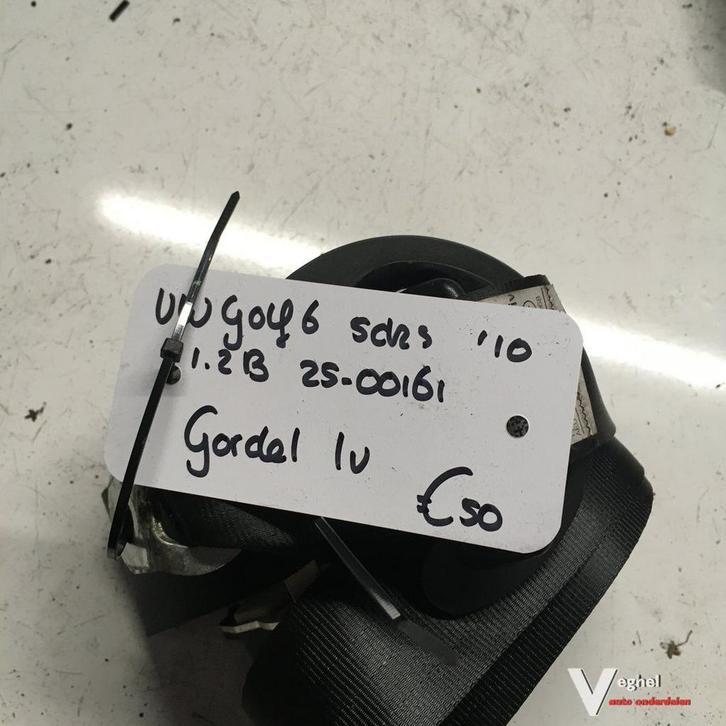 VW Golf 6 5drs '10
1.2B 25-00161
Gordel lv
€50
Veghel
auto onderdelen